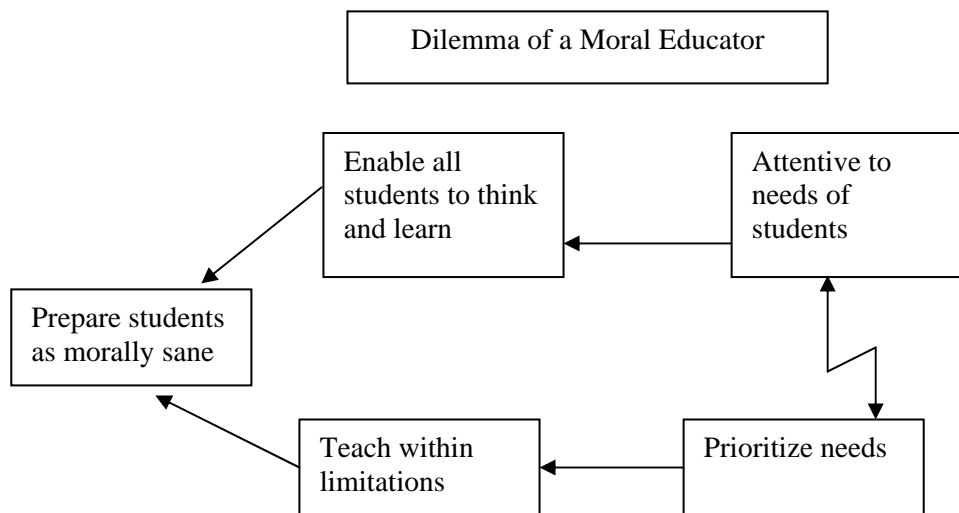 Dilemma of a Moral Educator
Enable all
students to think
and learn
Attentive to
needs of
students
Prepare students
as morally sane
Teach within
limitations
Prioritize needs